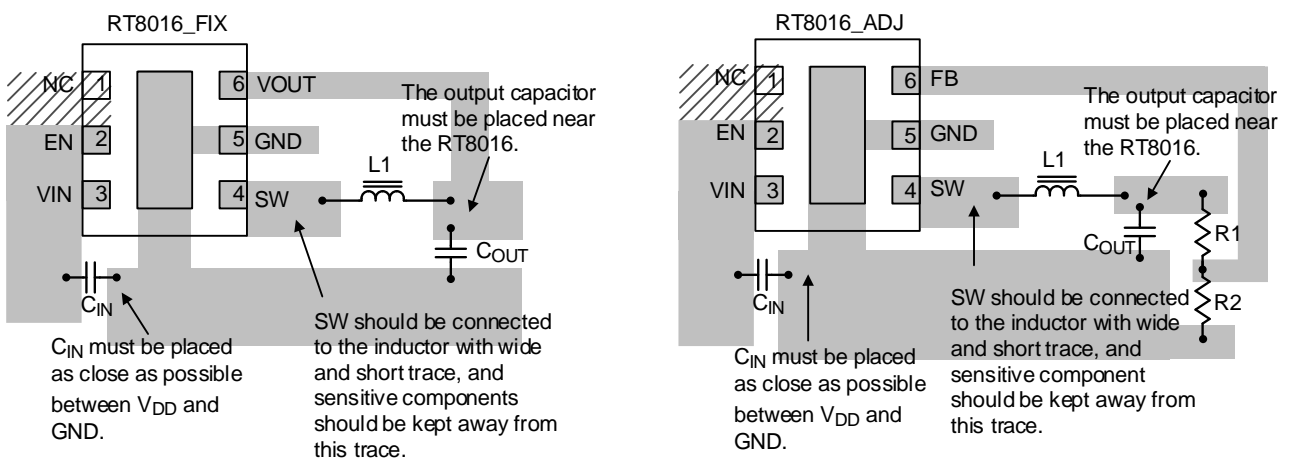 RT8016_FIX
NC 1
6 VOUT
EN 2
5 GND
VIN 3
4 SW
L1
The output capacitor
must be placed near
the RT8016.
COUT
CIN
CIN must be placed
as close as possible
between VDD and
GND.
SW should be connected
to the inductor with wide
and short trace, and
sensitive components
should be kept away from
this trace.
RT8016_ADJ
NC 1
6 FB
EN 2
5 GND
VIN 3
4 SW
L1
The output capacitor
must be placed near
the RT8016.
COUT
R1
R2
CIN
CIN must be placed
as close as possible
between VDD and
GND.
SW should be connected
to the inductor with wide
and short trace, and
sensitive component
should be kept away from
this trace.